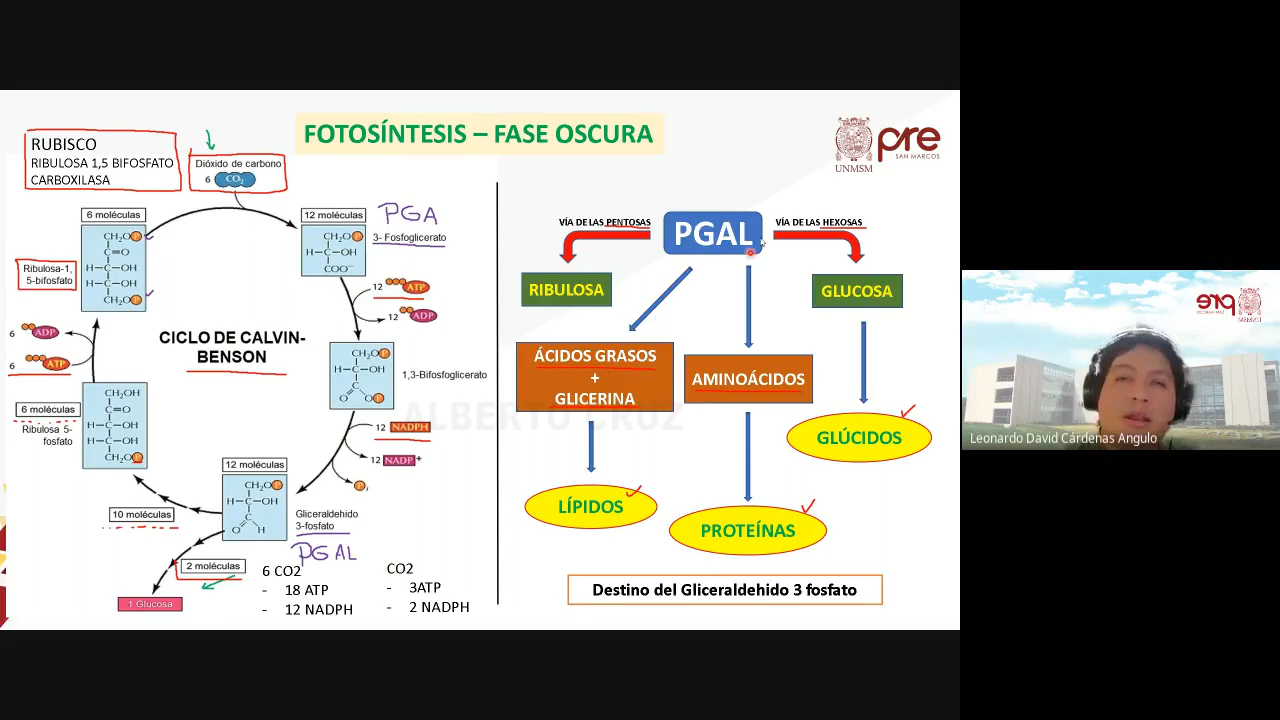 FOTOSÍNTESIS – FASE OSCURA
UNMSM
pre
SAN MARCOS
RUBISCO
RIBULOSA 1,5 BIFOSFATO
CARBOXILASA
Dióxido de carbono
6 CO₂
6 moléculas
CH₂O P
C=O
H–C–OH
H–C–OH
CH₂O P
Ribulosa-1,
5-bifosfato
12 moléculas
CH₂O P
H–C–OH
COO⁻
PGA
3- Fosfoglicerato
12 ATP
12 ADP
CICLO DE CALVIN-
BENSON
6 ADP
6 ATP
CH₂O P
H–C–OH
C
O O P
1,3-Bifosfoglicerato
12 NADPH
12 NADP+
Pi
6 moléculas
Ribulosa 5-
fosfato
CH₂OH
C=O
H–C–OH
H–C–OH
CH₂O P
12 moléculas
CH₂O P
H–C–OH
C
O H
Gliceraldehido
3-fosfato
PGAL
10 moléculas
2 moléculas
1 Glucosa
6 CO2
- 18 ATP
- 12 NADPH
CO2
- 3ATP
- 2 NADPH
VÍA DE LAS PENTOSAS
PGAL
VÍA DE LAS HEXOSAS
RIBULOSA
GLUCOSA
ÁCIDOS GRASOS
+
GLICERINA
AMINOÁCIDOS
GLÚCIDOS
LÍPIDOS
PROTEÍNAS
Destino del Gliceraldehido 3 fosfato
ALBERTO CRUZ
pre
Leonardo David Cárdenas Angulo